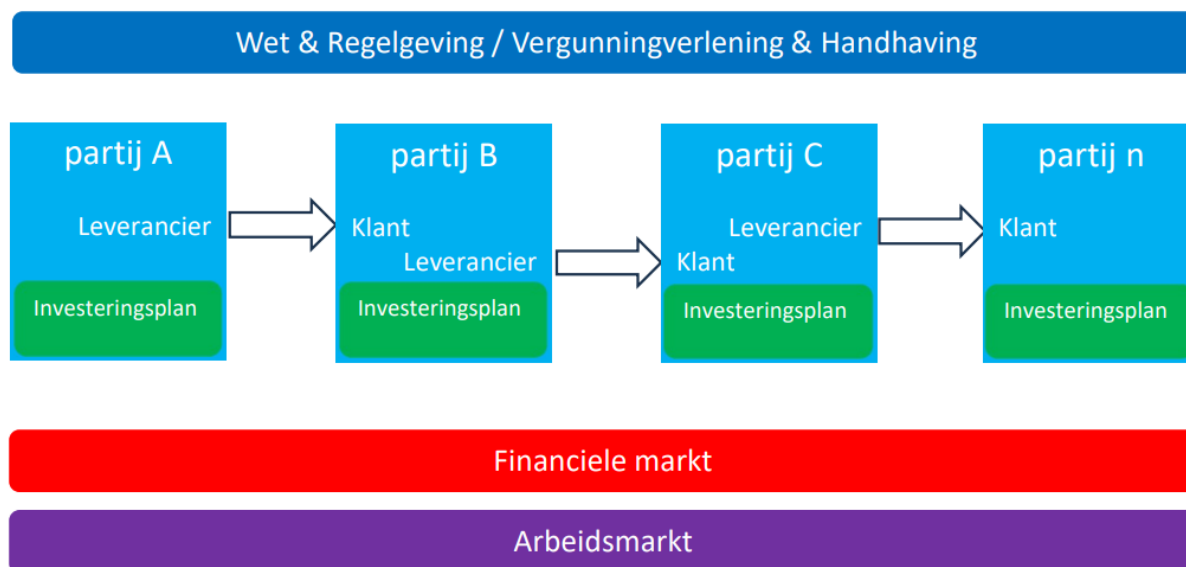 Wet & Regelgeving / Vergunningverlening & Handhaving
partij A
Leverancier
Investeringsplan
partij B
Klant
Leverancier
Investeringsplan
partij C
Leverancier
Klant
Investeringsplan
partij n
Klant
Investeringsplan
Financiele markt
Arbeidsmarkt